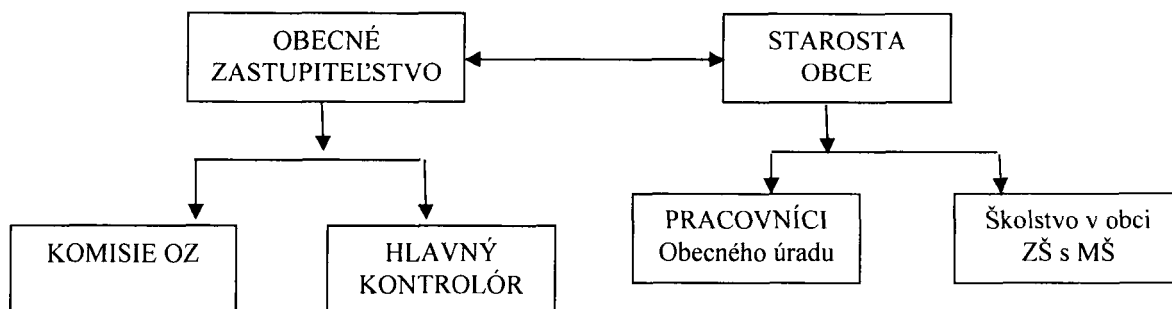 OBECNÉ
ZASTUPITEĽSTVO
STAROSTA
OBCE
KOMISIE OZ
HLAVNÝ
KONTROLÓR
PRACOVNÍCI
Obecného úradu
Školstvo v obci
ZŠ s MŠ